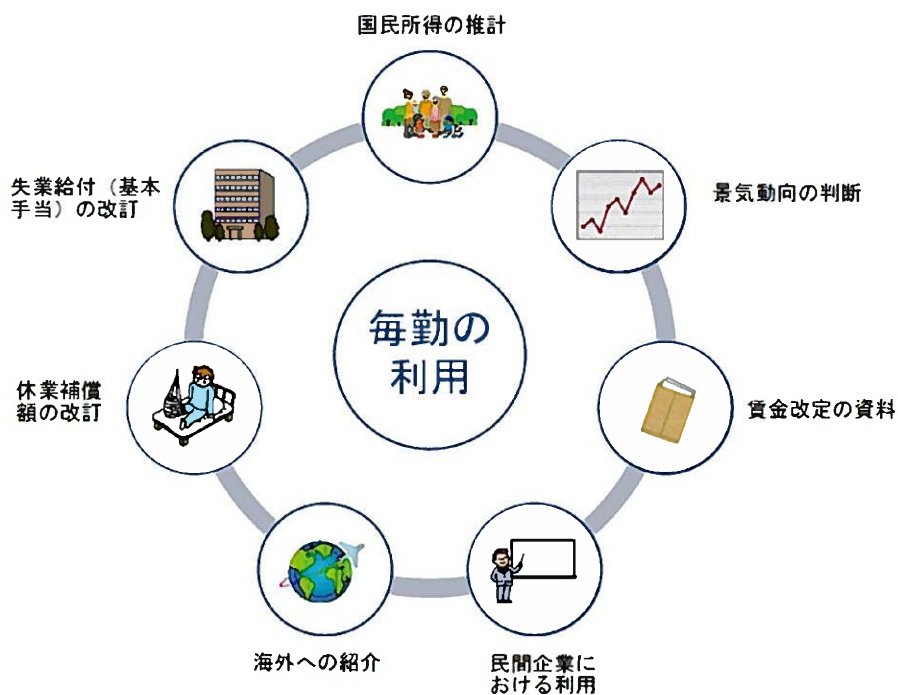 国民所得の推計
景気動向の判断
賃金改定の資料
民間企業に
おける利用
海外への紹介
休業補償
額の改訂
失業給付（基本
手当）の改訂
毎勤の
利用